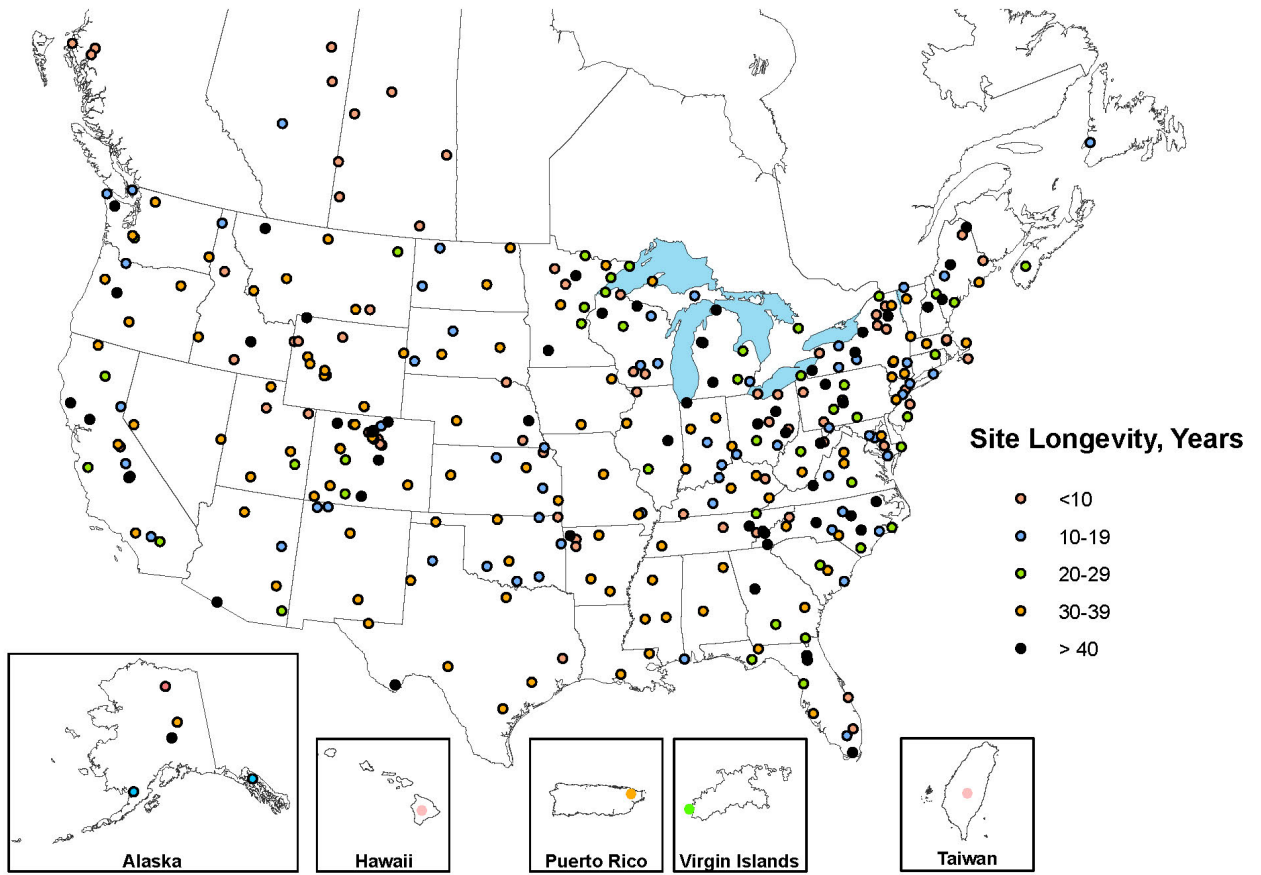 Site Longevity, Years
<10
10-19
20-29
30-39
> 40
Alaska
Hawaii
Puerto Rico
Virgin Islands
Taiwan